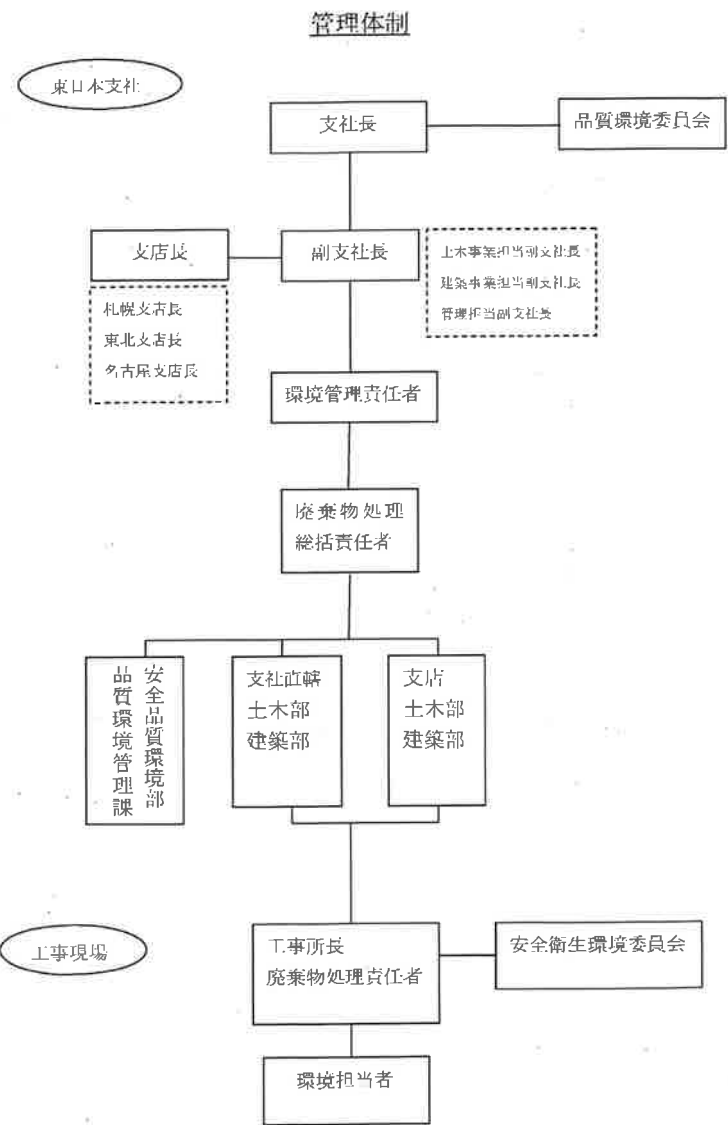 管理体制
東日本支社
支社長
品質環境委員会
支店長
副支社長
土木事業担当副支社長
建築事業担当副支社長
管理担当副支社長
札幌支店長
東北支店長
名古屋支店長
環境管理責任者
廃棄物処理
総括責任者
安全品質環境部
品質環境管理課
支社直轄
土木部
建築部
支店
土木部
建築部
工事現場
工事所長
廃棄物処理責任者
安全衛生環境委員会
環境担当者